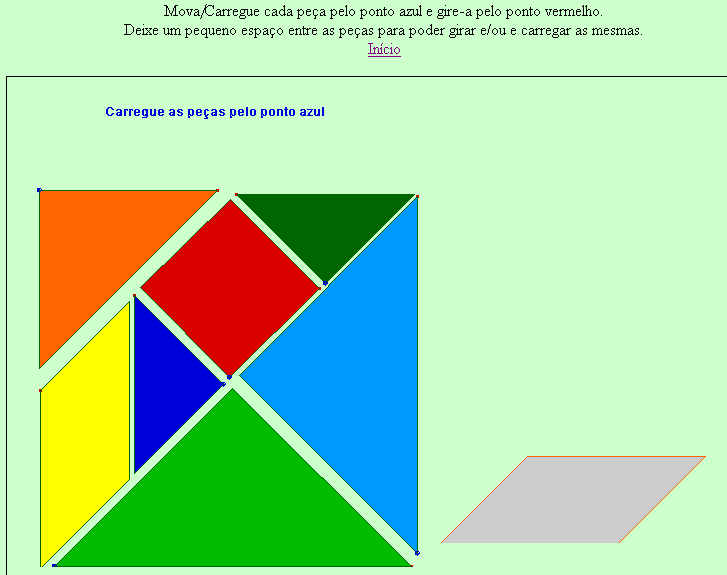 Mova/Carregue cada peça pelo ponto azul e gire-a pelo ponto vermelho.
Deixe um pequeno espaço entre as peças para poder girar e/ou e carregar as mesmas.
Início
Carregue as peças pelo ponto azul